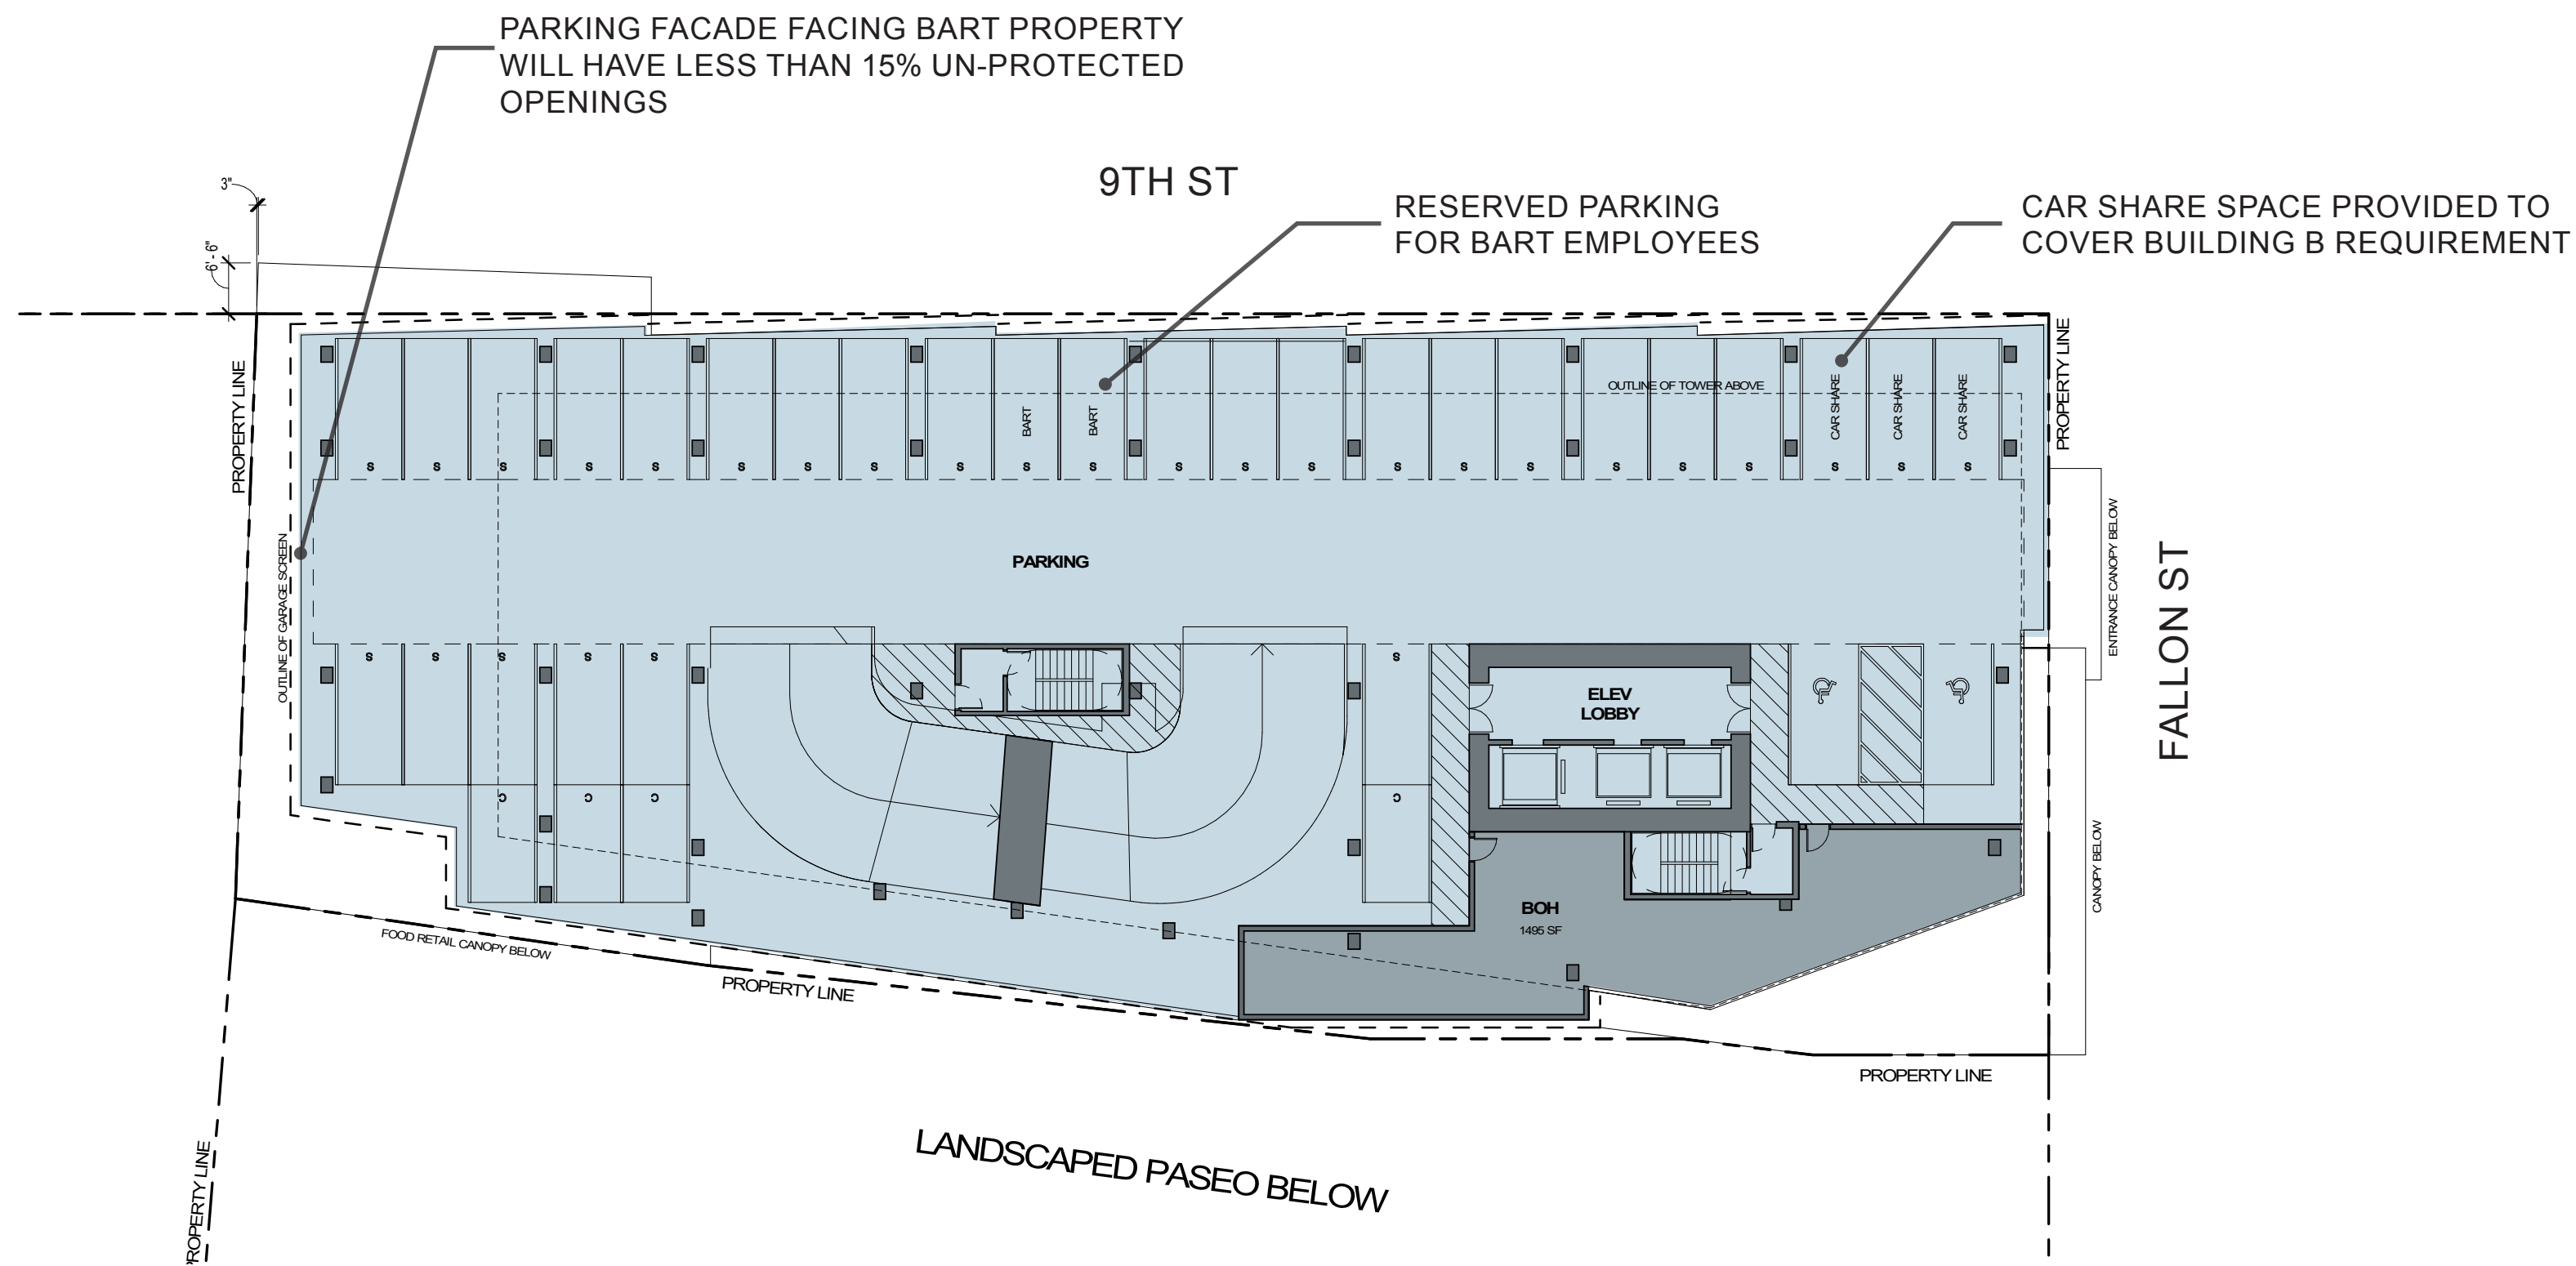 PARKING FACADE FACING BART PROPERTY
WILL HAVE LESS THAN 15% UN-PROTECTED
OPENINGS
9TH ST
RESERVED PARKING
FOR BART EMPLOYEES
CAR SHARE SPACE PROVIDED TO
COVER BUILDING B REQUIREMENT
3"
6' - 6"
PROPERTY LINE
PROPERTY LINE
OUTLINE OF TOWER ABOVE
BART
BART
CAR SHARE
CAR SHARE
CAR SHARE
S S S S S S S S S S S S S S S S S S S S S S S
OUTLINE OF GARAGE SCREEN
PARKING
ENTRANCE CANOPY BELOW
FALLON ST
S S S S S S
ELEV
LOBBY
C C C C
CANOPY BELOW
BOH
1495 SF
FOOD RETAIL CANOPY BELOW
PROPERTY LINE
PROPERTY LINE
LANDSCAPED PASEO BELOW
PROPERTY LINE